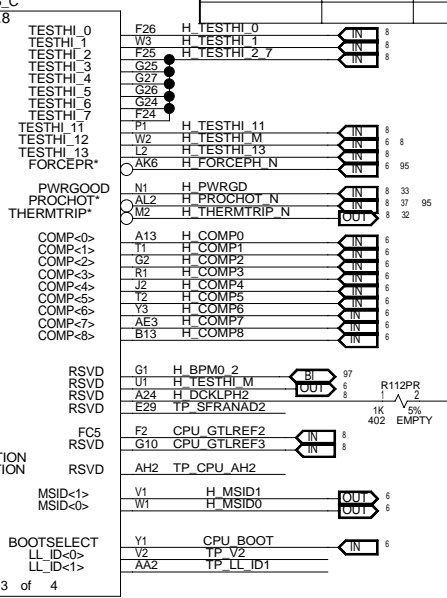 S_C
.8
TESTHI_0 F26 H_TESTHI_0 IN 8
TESTHI_1 W3 H_TESTHI_1 IN 8
TESTHI_2 F25 H_TESTHI_2_7 IN 8
TESTHI_3 G25
TESTHI_4 G27
TESTHI_5 G26
TESTHI_6 G24
TESTHI_7 F24
TESTHI_11 P1 H_TESTHI_11 IN 8
TESTHI_12 W2 H_TESTHI_M IN 6 8
TESTHI_13 L2 H_TESTHI_13 IN 8
FORCEPR* AK6 H_FORCEPH_N IN 6 95
PWRGOOD N1 H_PWRGD IN 8 33
PROCHOT* AL2 H_PROCHOT_N IN 8 37 95
THERMTRIP* M2 H_THERMTRIP_N OUT 8 32
COMP<0> A13 H_COMP0 IN 6
COMP<1> T1 H_COMP1 IN 6
COMP<2> G2 H_COMP2 IN 6
COMP<3> R1 H_COMP3 IN 6
COMP<4> J2 H_COMP4 IN 6
COMP<5> T2 H_COMP5 IN 6
COMP<6> Y3 H_COMP6 IN 6
COMP<7> AE3 H_COMP7 IN 6
COMP<8> B13 H_COMP8 IN 6
RSVD G1 H_BPM0_2 BI 97
RSVD U1 H_TESTHI_M OUT 6
RSVD A24 H_DCKLPH2 8
RSVD E29 TP_SFRANAD2
R112PR
1 2
1K 5%
402 EMPTY
FC5 F2 CPU_GTLREF2 IN 8
RSVD G10 CPU_GTLREF3 IN 8
TION
TION RSVD AH2 TP_CPU_AH2
MSID<1> V1 H_MSID1 OUT 6
MSID<0> W1 H_MSID0 OUT 6
BOOTSELECT Y1 CPU_BOOT IN 6
LL_ID<0> V2 TP_V2
LL_ID<1> AA2 TP_LL_ID1
3 of 4